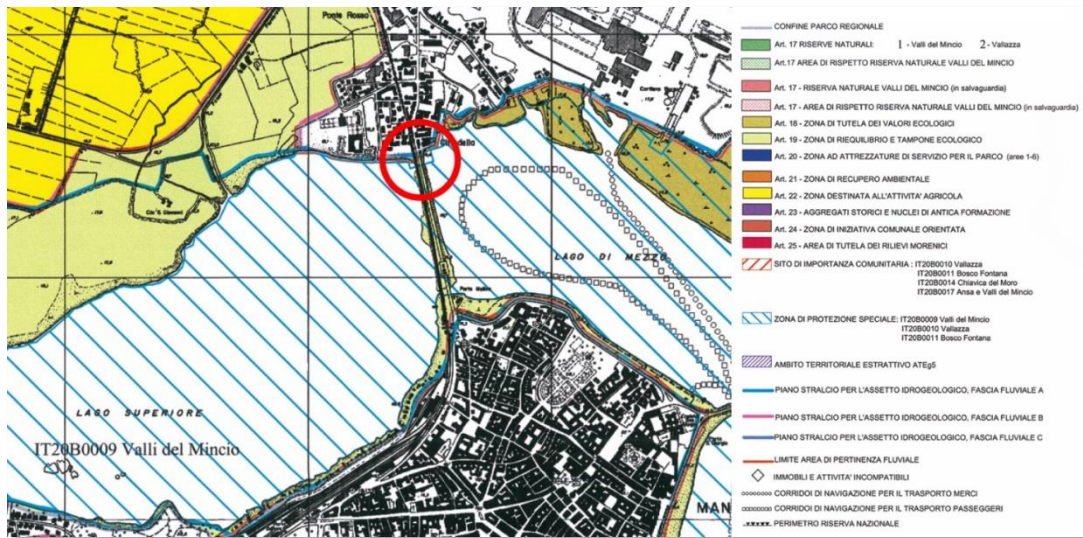 Ponte Rosso
LAGO DI MEZZO
LAGO SUPERIORE
IT20B0009 Valli del Mincio
MAN
CONFINE PARCO REGIONALE
Art. 17 RISERVE NATURALI: 1 - Valli del Mincio 2 - Vallazza
Art.17 AREA DI RISPETTO RISERVA NATURALE VALLI DEL MINCIO
Art. 17 - RISERVA NATURALE VALLI DEL MINCIO (in salvaguardia)
Art. 17 - AREA DI RISPETTO RISERVA NATURALE VALLI DEL MINCIO (in salvaguardia)
Art. 18 - ZONA DI TUTELA DEI VALORI ECOLOGICI
Art. 19 - ZONA DI RIEQUILIBRIO E TAMPONE ECOLOGICO
Art. 20 - ZONA AD ATTREZZATURE DI SERVIZIO PER IL PARCO (aree 1-6)
Art. 21 - ZONA DI RECUPERO AMBIENTALE
Art. 22 - ZONA DESTINATA ALL'ATTIVITA' AGRICOLA
Art. 23 - AGGREGATI STORICI E NUCLEI DI ANTICA FORMAZIONE
Art. 24 - ZONA DI INIZIATIVA COMUNALE ORIENTATA
Art. 25 - AREA DI TUTELA DEI RILIEVI MORENICI
SITO DI IMPORTANZA COMUNITARIA : IT20B0010 Vallazza
IT20B0011 Bosco Fontana
IT20B0014 Chiavica del Moro
IT20B0017 Ansa e Valli del Mincio
ZONA DI PROTEZIONE SPECIALE: IT20B0009 Valli del Mincio
IT20B0010 Vallazza
IT20B0011 Bosco Fontana
AMBITO TERRITORIALE ESTRATTIVO ATEg5
PIANO STRALCIO PER L'ASSETTO IDROGEOLOGICO, FASCIA FLUVIALE A
PIANO STRALCIO PER L'ASSETTO IDROGEOLOGICO, FASCIA FLUVIALE B
PIANO STRALCIO PER L'ASSETTO IDROGEOLOGICO, FASCIA FLUVIALE C
LIMITE AREA DI PERTINENZA FLUVIALE
IMMOBILI E ATTIVITA' INCOMPATIBILI
CORRIDOI DI NAVIGAZIONE PER IL TRASPORTO MERCI
CORRIDOI DI NAVIGAZIONE PER IL TRASPORTO PASSEGGERI
PERIMETRO RISERVA NAZIONALE